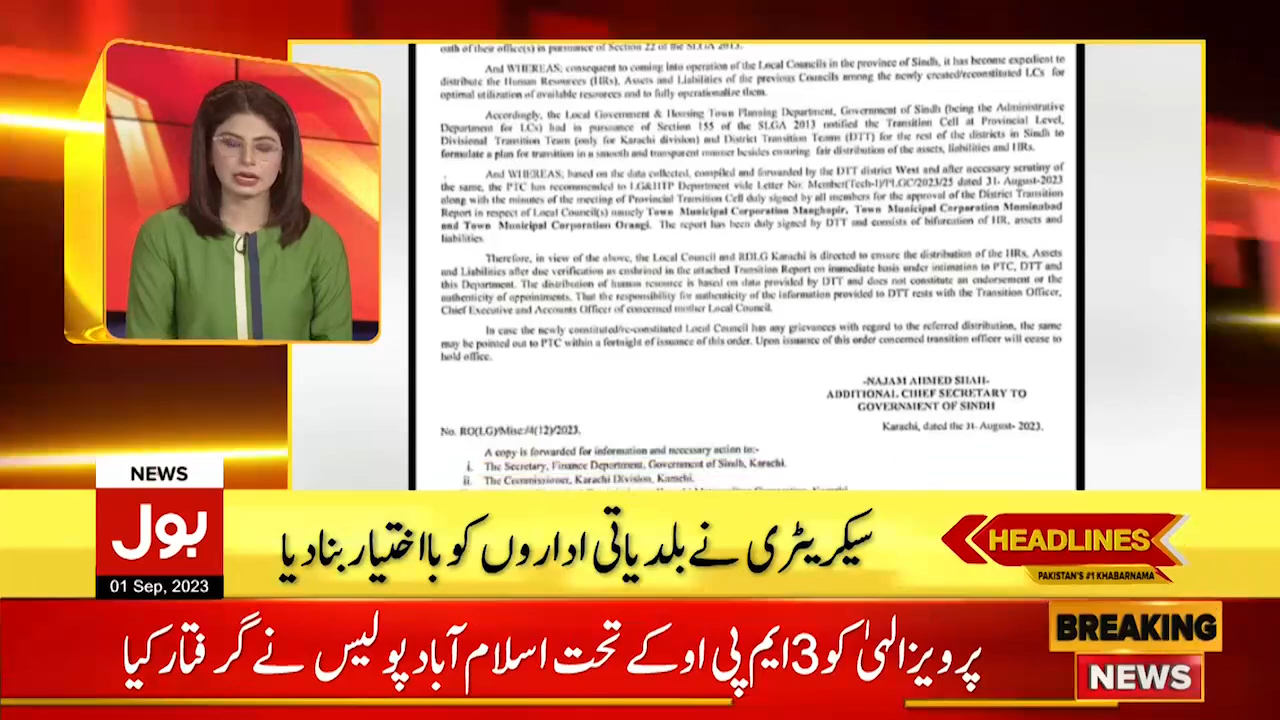 oath of their office(s) in pursuance of Section 22 of the SLGA 2013.
And WHEREAS; consequent to coming into operation of the Local Councils in the province of Sindh, it has become expedient to
distribute the Human Resources (HRs), Assets and Liabilities of the previous Councils among the newly created/reconstituted LCs for
optimal utilization of available resources and to fully operationalize them.
Accordingly, the Local Government & Housing Town Planning Department, Government of Sindh (being the Administrative
Department for LCs) had in pursuance of Section 155 of the SLGA 2013 notified the Transition Cell at Provincial Level,
Divisional Transition Team (only for Karachi division) and District Transition Teams (DTT) for the rest of the districts in Sindh to
formulate a plan for transition in a smooth and transparent manner besides ensuring fair distribution of the assets, liabilities and HRs.
And WHEREAS; based on the data collected, compiled and forwarded by the DTT district West and after necessary scrutiny of
the same, the PTC has recommended to LG&HTP Department vide Letter No: Member(Tech-1)/PLGC/2023/25 dated 31- August-2023
along with the minutes of the meeting of Provincial Transition Cell duly signed by all members for the approval of the District Transition
Report in respect of Local Council(s) namely Town Municipal Corporation Manghopir, Town Municipal Corporation Mominabad
and Town Municipal Corporation Orangi. The report has been duly signed by DTT and consists of bifurcation of HR, assets and
liabilities.
Therefore, in view of the above, the Local Council and RDLG Karachi is directed to ensure the distribution of the HRs, Assets
and Liabilities after due verification as enshrined in the attached Transition Report on immediate basis under intimation to PTC, DTT and
this Department. The distribution of human resource is based on data provided by DTT and does not constitute an endorsement or the
authenticity of appointments. That the responsibility for authenticity of the information provided to DTT rests with the Transition Officer,
Chief Executive and Accounts Officer of concerned mother Local Council.
In case the newly constituted/re-constituted Local Council has any grievances with regard to the referred distribution, the same
may be pointed out to PTC within a fortnight of issuance of this order. Upon issuance of this order concerned transition officer will cease to
hold office.
-NAJAM AHMED SHAH-
ADDITIONAL CHIEF SECRETARY TO
GOVERNMENT OF SINDH
No. RO(LG)/Misc/4(12)/2023.
Karachi, dated the 31- August- 2023.
A copy is forwarded for information and necessary action to:-
i. The Secretary, Finance Department, Government of Sindh, Karachi.
ii. The Commissioner, Karachi Division, Karachi.
NEWS
بول
01 Sep, 2023
سیکریٹری نے بلدیاتی اداروں کو بااختیار بنادیا
HEADLINES
PAKISTAN'S #1 KHABARNAMA
پرویزالہیٰ کو3ایم پی او کے تحت اسلام آباد پولیس نے گرفتار کیا
BREAKING
NEWS